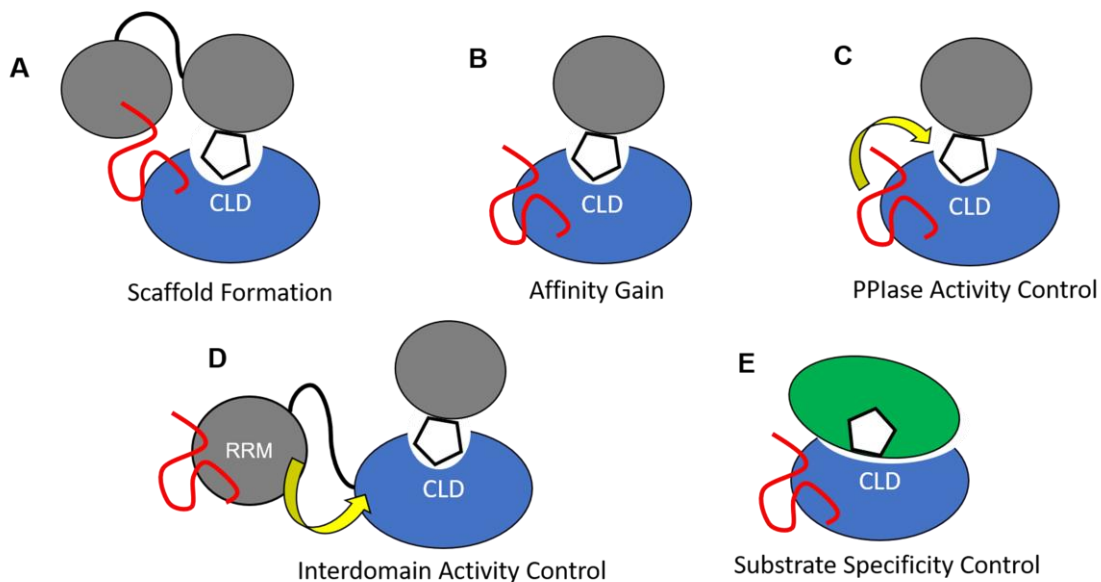 A
B
C
CLD
CLD
CLD
Scaffold Formation
Affinity Gain
PPIase Activity Control
D
E
RRM
CLD
CLD
Interdomain Activity Control
Substrate Specificity Control